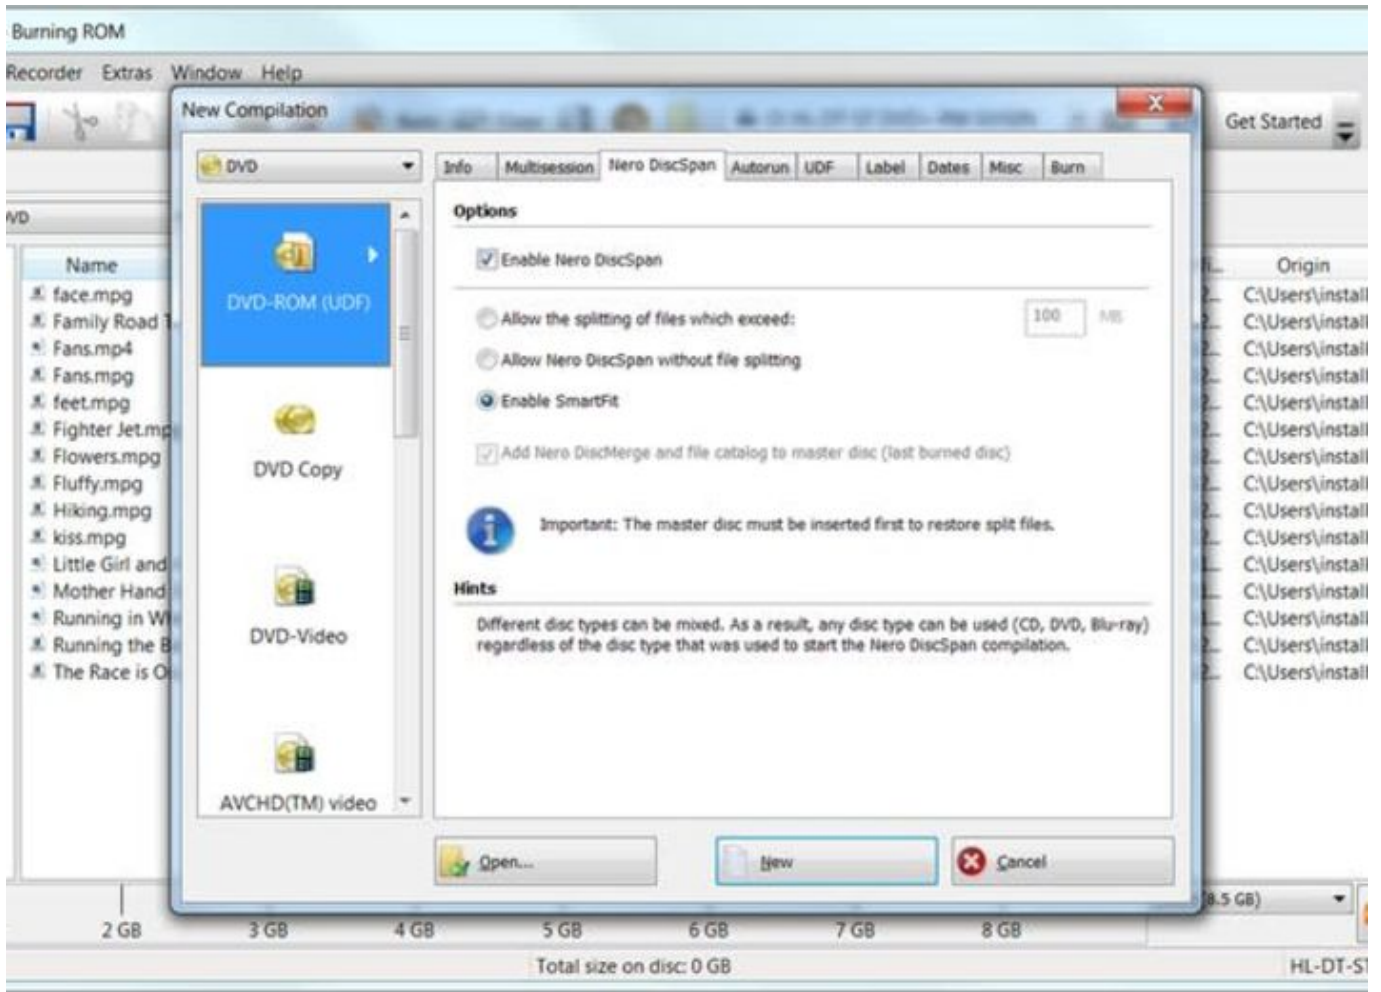 Burning ROM
Recorder Extras Window Help
New Compilation
Get Started
DVD
Info Multisession Nero DiscSpan Autorun UDF Label Dates Misc Burn
Options
Enable Nero DiscSpan
DVD-ROM (UDF)
Allow the splitting of files which exceed: 100 MB
Allow Nero DiscSpan without file splitting
Enable SmartFit
DVD Copy
Add Nero DiscMerge and file catalog to master disc (last burned disc)
Important: The master disc must be inserted first to restore split files.
Hints
DVD-Video
Different disc types can be mixed. As a result, any disc type can be used (CD, DVD, Blu-ray)
regardless of the disc type that was used to start the Nero DiscSpan compilation.
AVCHD(TM) video
Open... New Cancel
Name Origin
face.mpg C:\Users\install
Family Road C:\Users\install
Fans.mp4 C:\Users\install
Fans.mpg C:\Users\install
feet.mpg C:\Users\install
Fighter Jet.mp C:\Users\install
Flowers.mpg C:\Users\install
Fluffy.mpg C:\Users\install
Hiking.mpg C:\Users\install
kiss.mpg C:\Users\install
Little Girl and C:\Users\install
Mother Hand C:\Users\install
Running in C:\Users\install
Running the C:\Users\install
The Race is C:\Users\install
8.5 GB)
2 GB 3 GB 4 GB 5 GB 6 GB 7 GB 8 GB
Total size on disc: 0 GB
HL-DT-ST